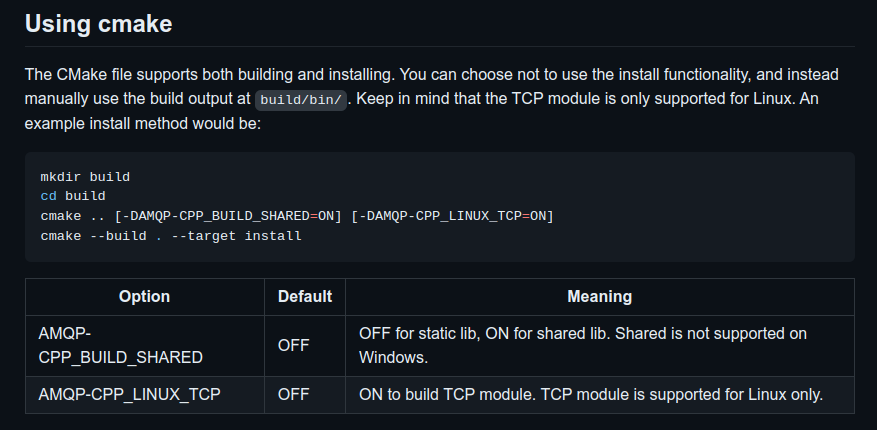 Using cmake
The CMake file supports both building and installing. You can choose not to use the install functionality, and instead
manually use the build output at build/bin/ . Keep in mind that the TCP module is only supported for Linux. An
example install method would be:
mkdir build
cd build
cmake .. [-DAMQP-CPP_BUILD_SHARED=ON] [-DAMQP-CPP_LINUX_TCP=ON]
cmake --build . --target install
Option Default Meaning
AMQP-
CPP_BUILD_SHARED
OFF
OFF for static lib, ON for shared lib. Shared is not supported on
Windows.
AMQP-CPP_LINUX_TCP OFF ON to build TCP module. TCP module is supported for Linux only.